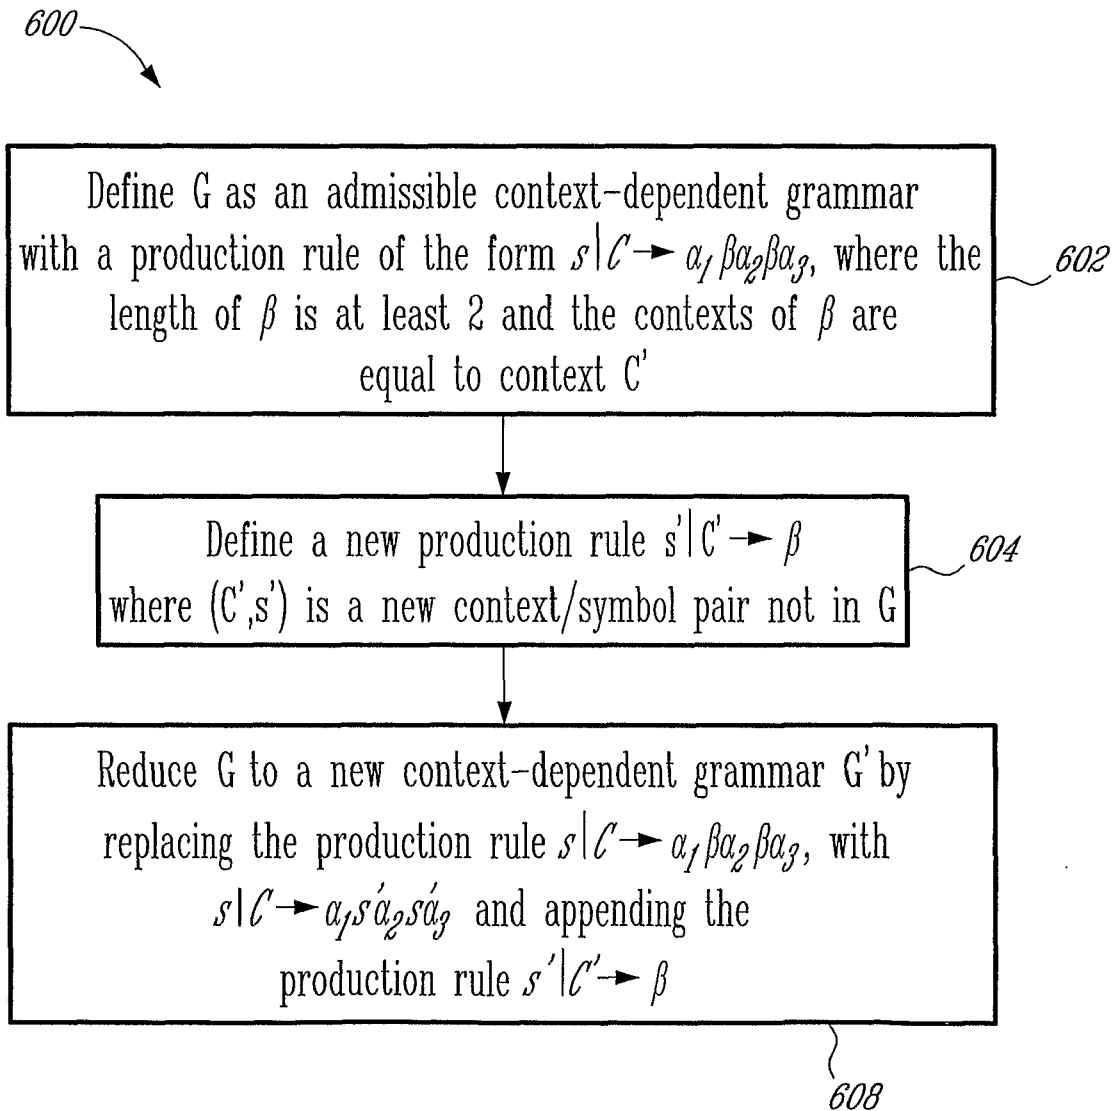 600
Define G as an admissible context-dependent grammar
with a production rule of the form s|C → α₁βα₂βα₃, where the
length of β is at least 2 and the contexts of β are
equal to context C'
602
Define a new production rule s'|C' → β
where (C',s') is a new context/symbol pair not in G
604
Reduce G to a new context-dependent grammar G' by
replacing the production rule s|C → α₁βα₂βα₃, with
s|C → α₁s'α₂s'α₃ and appending the
production rule s'|C' → β
608